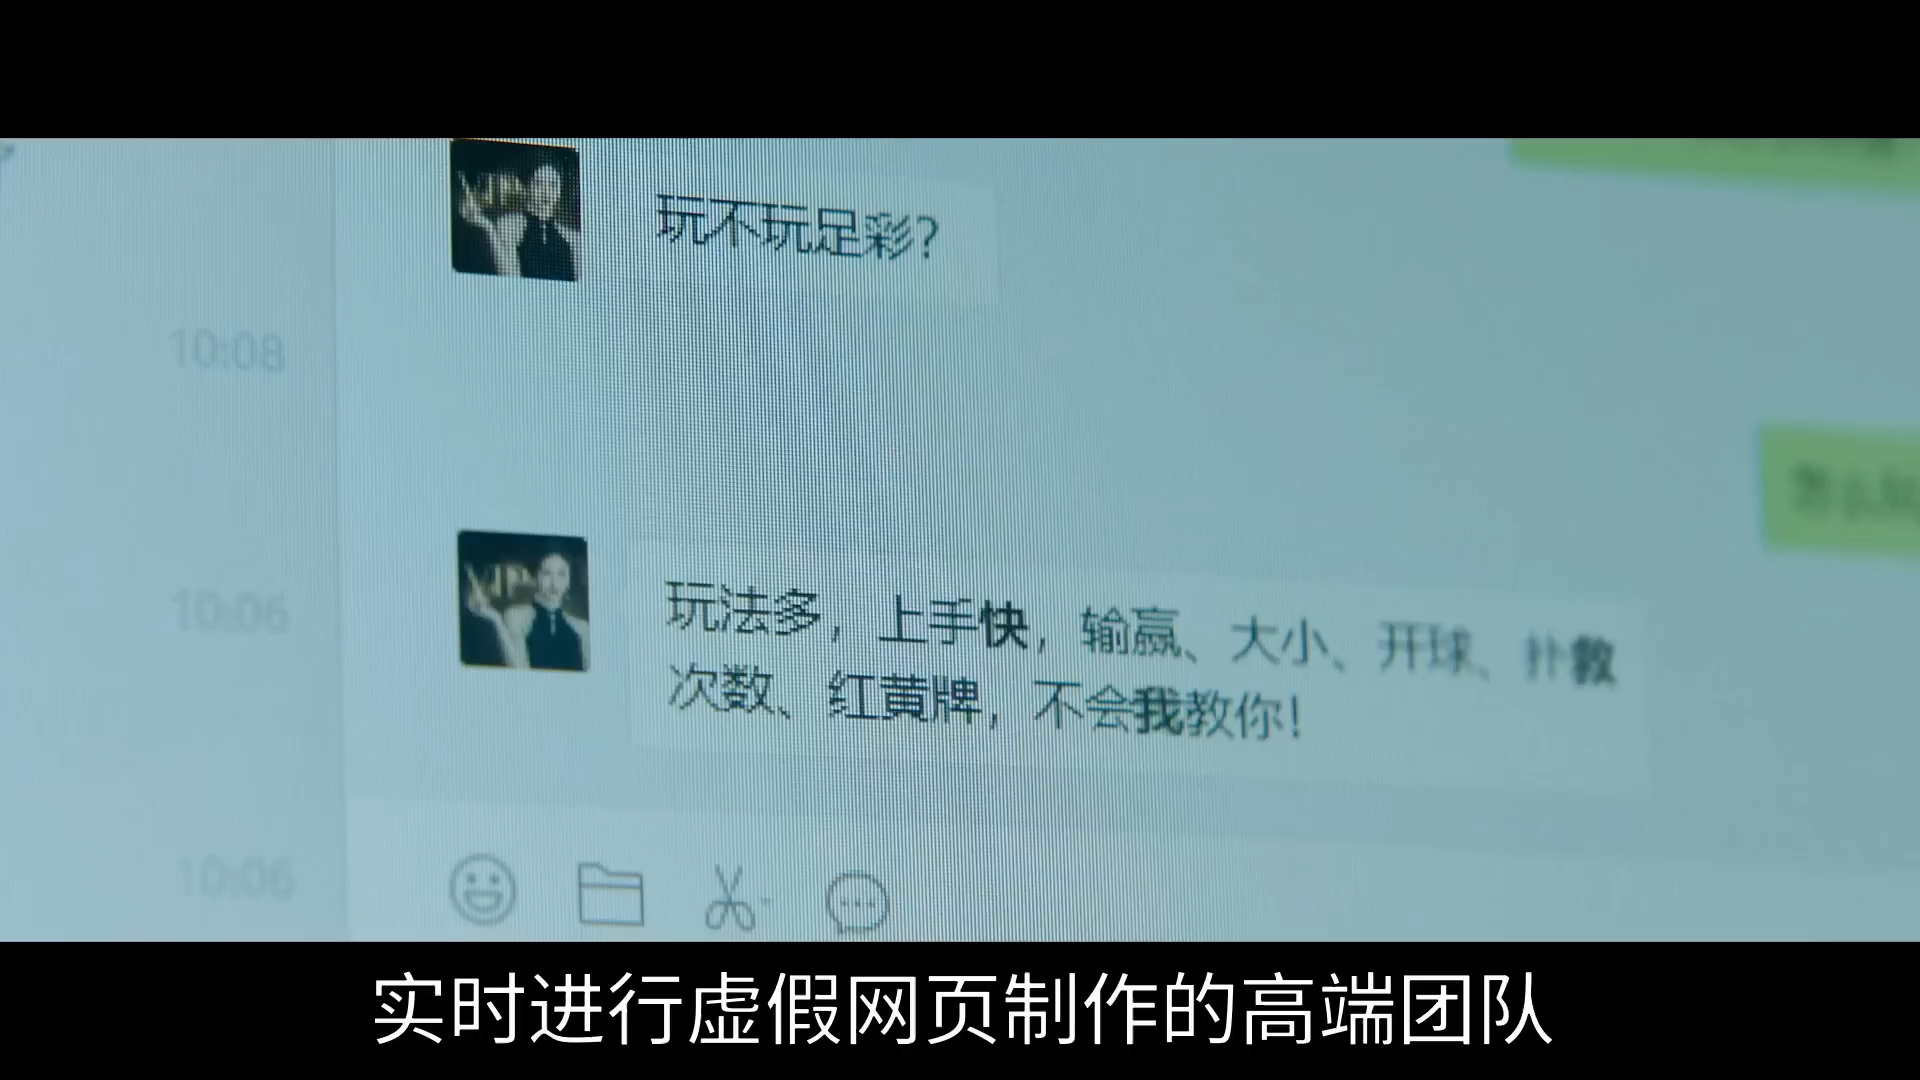 玩不玩足彩？
10:08
玩法多，上手快，输赢、大小、开球、扑救
次数、红黄牌，不会我教你！
10:06
10:06
实时进行虚假网页制作的高端团队